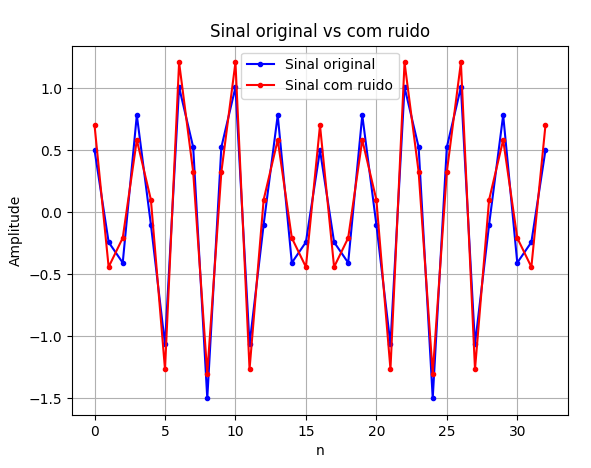 Sinal original vs com ruido
Sinal original
Sinal com ruido
Amplitude
1.0
0.5
0.0
−0.5
−1.0
−1.5
0 5 10 15 20 25 30
n